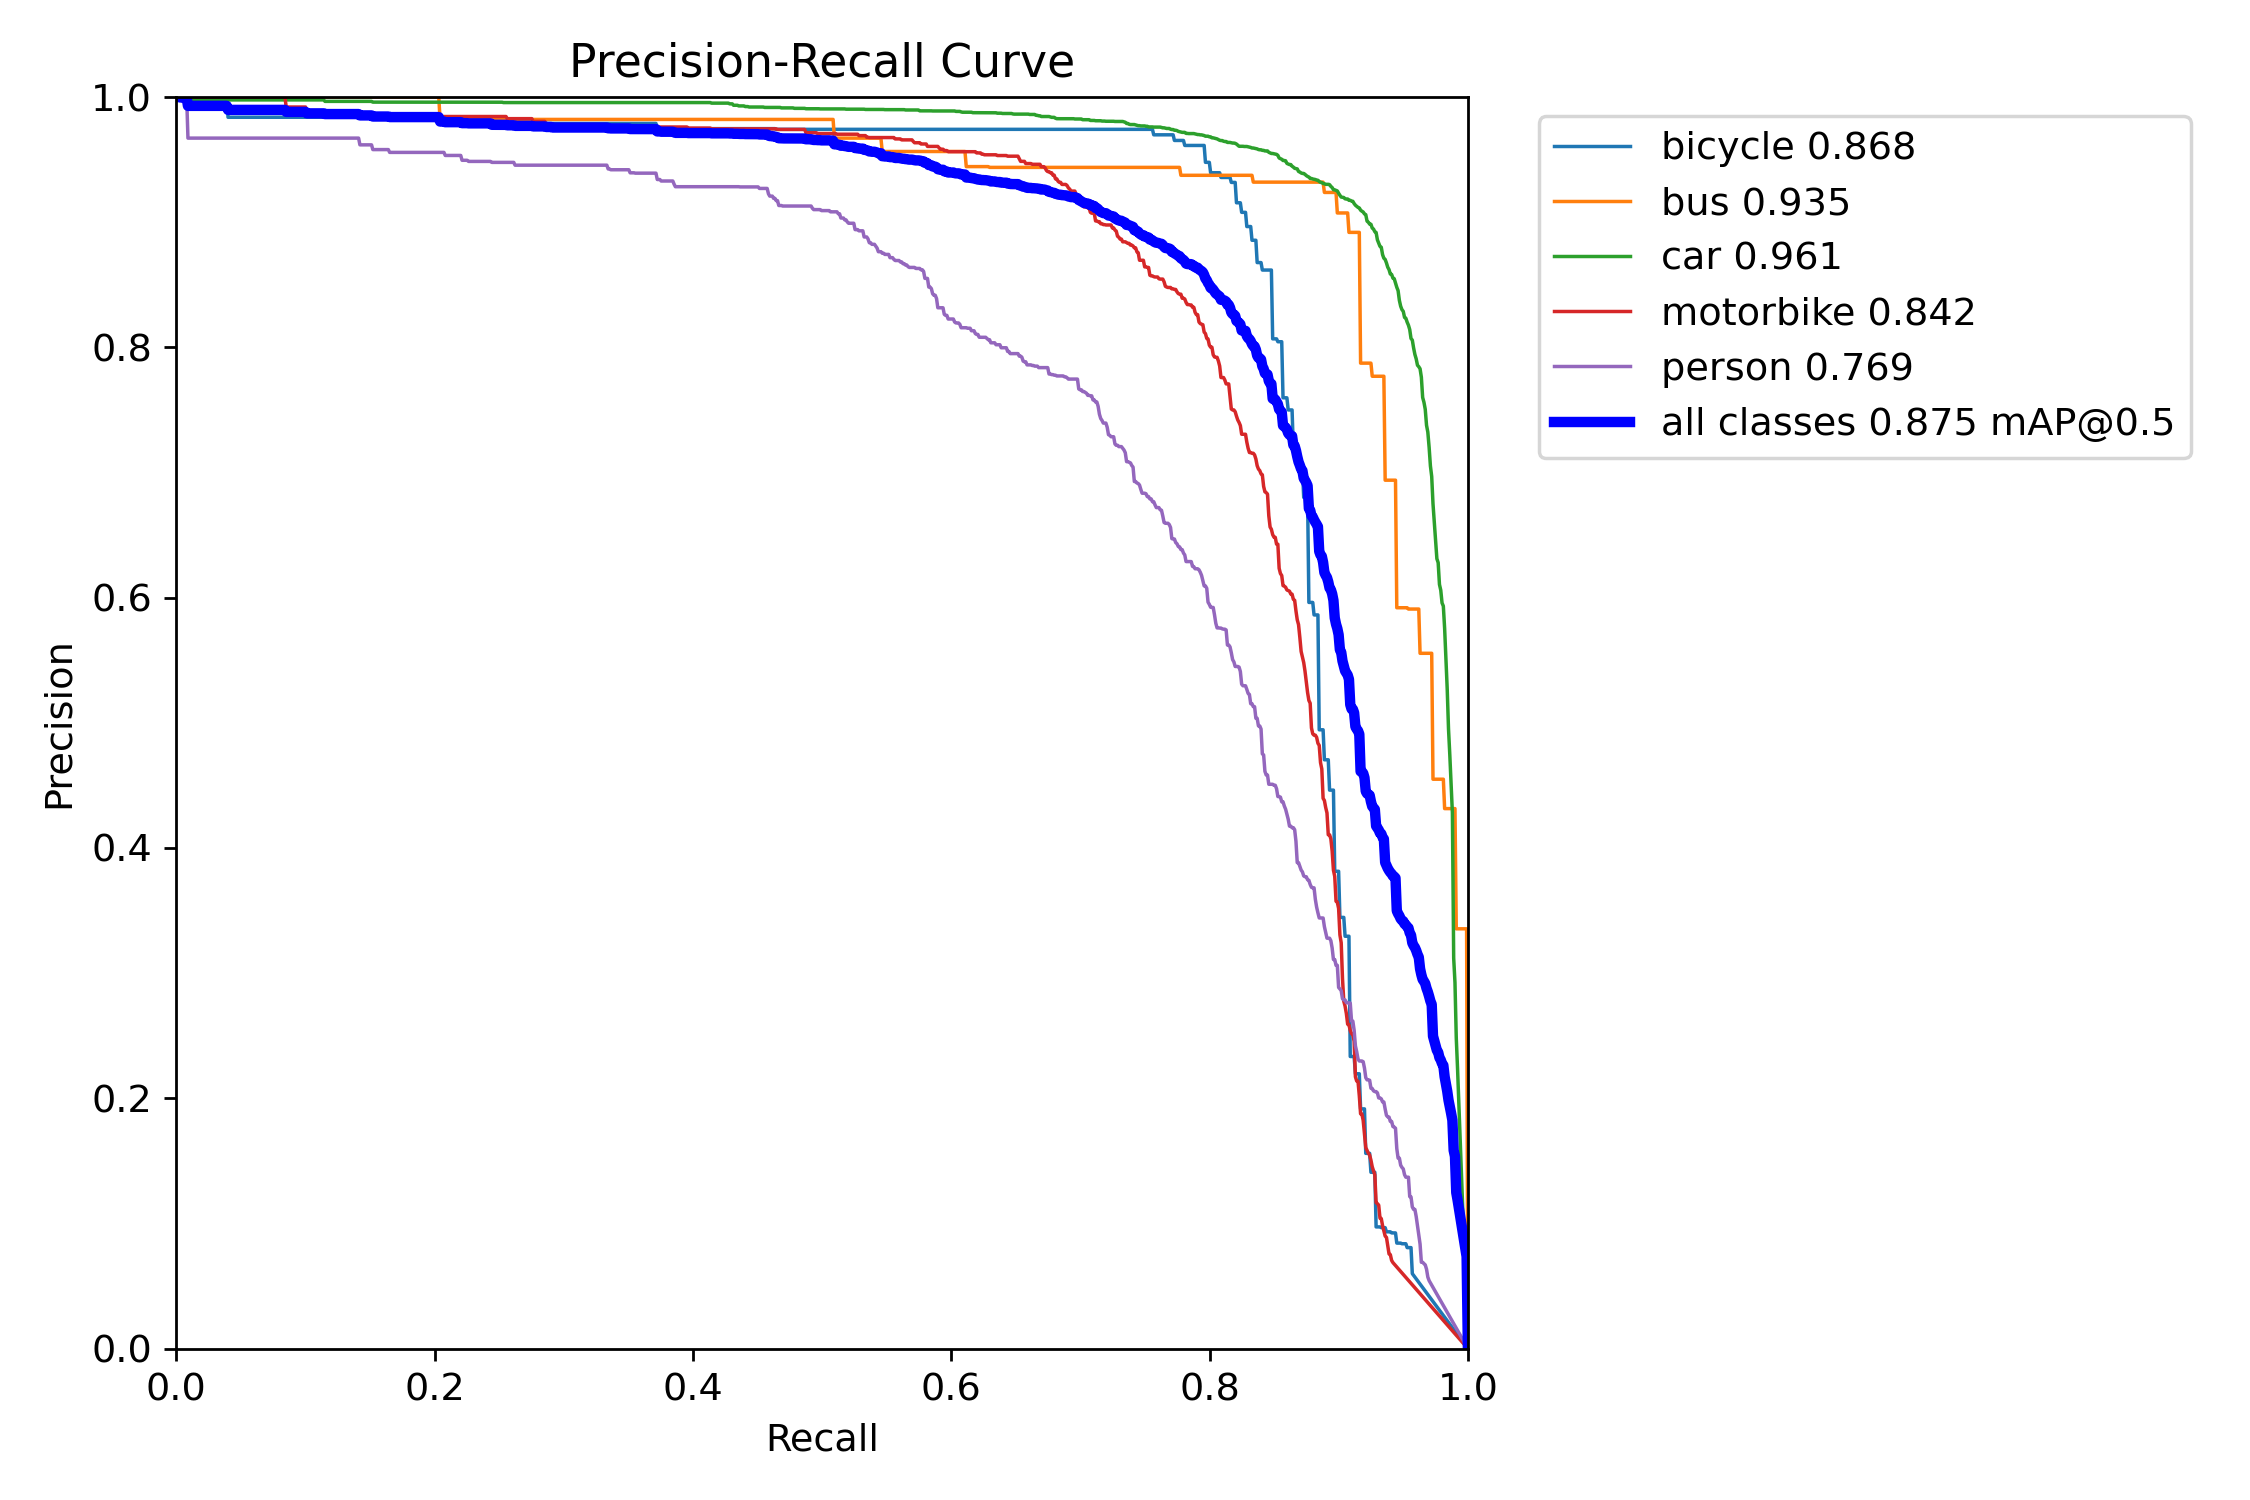 Precision-Recall Curve
1.0
0.8
0.6
0.4
0.2
0.0
Precision
0.0 0.2 0.4 0.6 0.8 1.0
Recall
bicycle 0.868
bus 0.935
car 0.961
motorbike 0.842
person 0.769
all classes 0.875 mAP@0.5